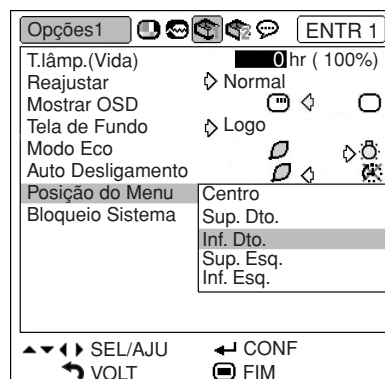 Opções1 ENTR 1
T.lâmp.(Vida) 0 hr ( 100%)
Reajustar Normal
Mostrar OSD
Tela de Fundo Logo
Modo Eco
Auto Desligamento
Posição do Menu
Bloqueio Sistema
Centro
Sup. Dto.
Inf. Dto.
Sup. Esq.
Inf. Esq.
SEL/AJU CONF
VOLT FIM